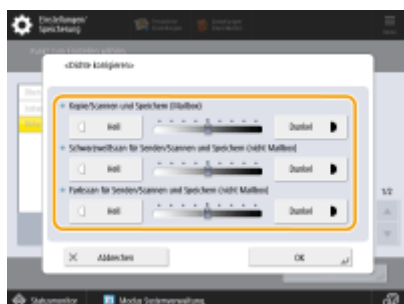 Einstellungen/
Speicherung
<Dichte korrigieren>
Kopie/Scannen und Speichern (Mailbox)
Hell
Dunkel
Schwarzweißscan für Senden/Scannen und Speichern (nicht Mailbox)
Hell
Dunkel
Farbscan für Senden/Scannen und Speichern (nicht Mailbox)
Hell
Dunkel
1/2
Abbrechen
OK
Statusmonitor
Modus Systemverwaltung